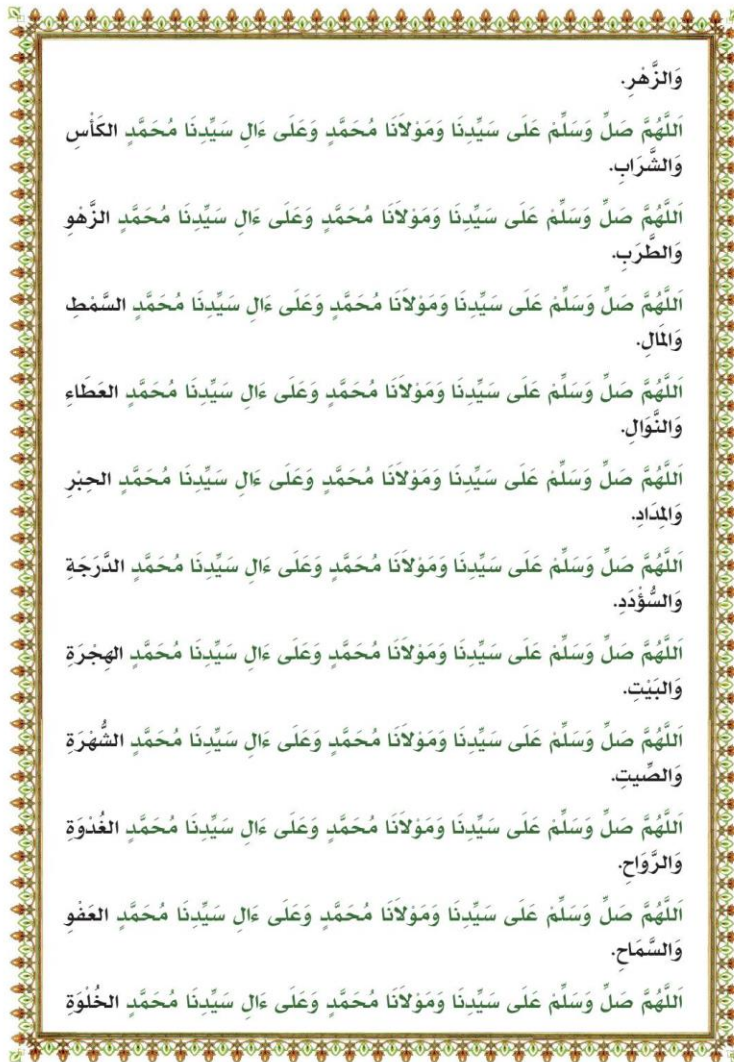 وَالزَّهْرِ.
اَللَّهُمَّ صَلِّ وَسَلِّمْ عَلَى سَيِّدِنَا وَمَوْلَانَا مُحَمَّدٍ وَعَلَى ءَالِ سَيِّدِنَا مُحَمَّدٍ الكَأْسِ
وَالشَّرَابِ.
اَللَّهُمَّ صَلِّ وَسَلِّمْ عَلَى سَيِّدِنَا وَمَوْلَانَا مُحَمَّدٍ وَعَلَى ءَالِ سَيِّدِنَا مُحَمَّدٍ الزَّهْوِ
وَالطَّرَبِ.
اَللَّهُمَّ صَلِّ وَسَلِّمْ عَلَى سَيِّدِنَا وَمَوْلَانَا مُحَمَّدٍ وَعَلَى ءَالِ سَيِّدِنَا مُحَمَّدٍ السَّمْطِ
وَالمَالِ.
اَللَّهُمَّ صَلِّ وَسَلِّمْ عَلَى سَيِّدِنَا وَمَوْلَانَا مُحَمَّدٍ وَعَلَى ءَالِ سَيِّدِنَا مُحَمَّدٍ العَطَاءِ
وَالنَّوَالِ.
اَللَّهُمَّ صَلِّ وَسَلِّمْ عَلَى سَيِّدِنَا وَمَوْلَانَا مُحَمَّدٍ وَعَلَى ءَالِ سَيِّدِنَا مُحَمَّدٍ الحِبْرِ
وَالمِدَادِ.
اَللَّهُمَّ صَلِّ وَسَلِّمْ عَلَى سَيِّدِنَا وَمَوْلَانَا مُحَمَّدٍ وَعَلَى ءَالِ سَيِّدِنَا مُحَمَّدٍ الدَّرَجَةِ
وَالسُّؤْدَدِ.
اَللَّهُمَّ صَلِّ وَسَلِّمْ عَلَى سَيِّدِنَا وَمَوْلَانَا مُحَمَّدٍ وَعَلَى ءَالِ سَيِّدِنَا مُحَمَّدٍ الهِجْرَةِ
وَالبَيْتِ.
اَللَّهُمَّ صَلِّ وَسَلِّمْ عَلَى سَيِّدِنَا وَمَوْلَانَا مُحَمَّدٍ وَعَلَى ءَالِ سَيِّدِنَا مُحَمَّدٍ الشُّهْرَةِ
وَالصِّيتِ.
اَللَّهُمَّ صَلِّ وَسَلِّمْ عَلَى سَيِّدِنَا وَمَوْلَانَا مُحَمَّدٍ وَعَلَى ءَالِ سَيِّدِنَا مُحَمَّدٍ الغُدْوَةِ
وَالرَّوَاحِ.
اَللَّهُمَّ صَلِّ وَسَلِّمْ عَلَى سَيِّدِنَا وَمَوْلَانَا مُحَمَّدٍ وَعَلَى ءَالِ سَيِّدِنَا مُحَمَّدٍ العَفْوِ
وَالسَّمَاحِ.
اَللَّهُمَّ صَلِّ وَسَلِّمْ عَلَى سَيِّدِنَا وَمَوْلَانَا مُحَمَّدٍ وَعَلَى ءَالِ سَيِّدِنَا مُحَمَّدٍ الخُلْوَةِ